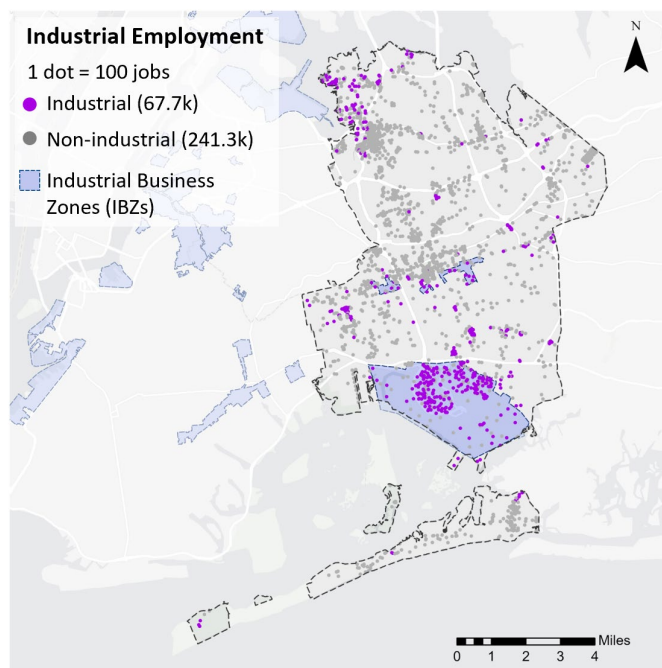 Industrial Employment
1 dot = 100 jobs
Industrial (67.7k)
Non-industrial (241.3k)
Industrial Business
Zones (IBZs)
N
Miles
0 1 2 3 4